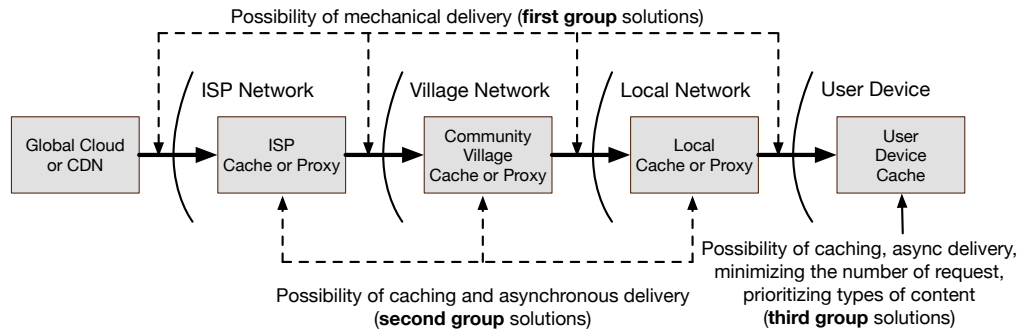 Possibility of mechanical delivery (first group solutions)
ISP Network
Village Network
Local Network
User Device
Global Cloud
or CDN
ISP
Cache or Proxy
Community
Village
Cache or Proxy
Local
Cache or Proxy
User
Device
Cache
Possibility of caching and asynchronous delivery
(second group solutions)
Possibility of caching, async delivery,
minimizing the number of request,
prioritizing types of content
(third group solutions)